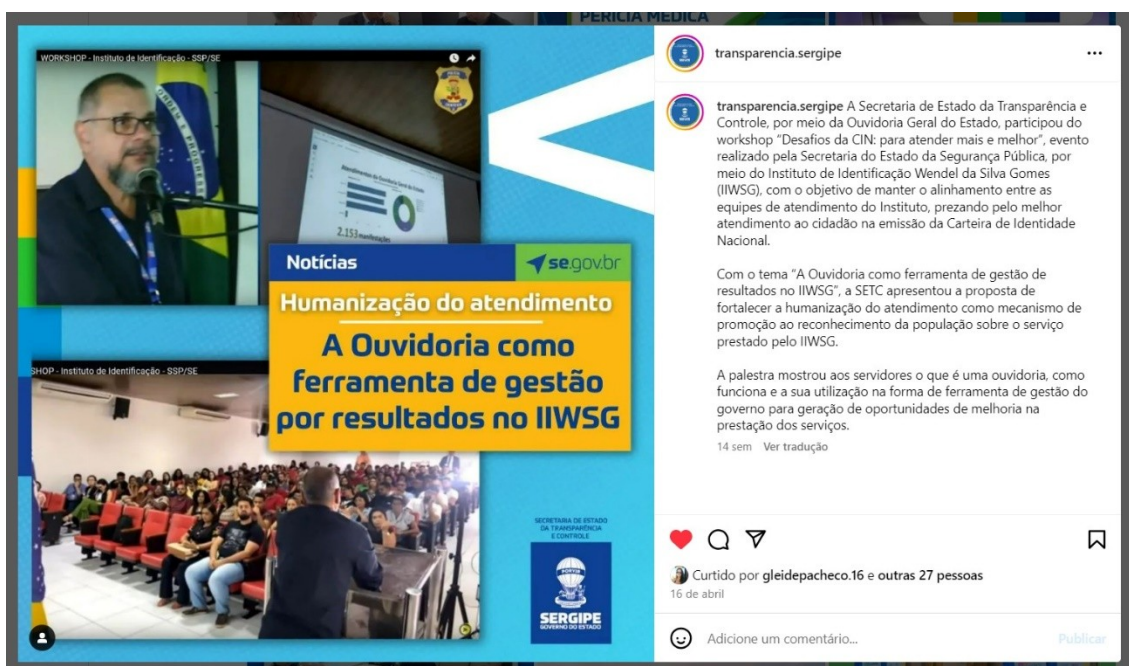 PERÍCIA MÉDICA
WORKSHOP - Instituto de Identificação - SSP/SE
ORDEM E PROGRESSO
Atendimentos da Ouvidoria Geral do Estado
2.153 manifestações
Notícias
se.gov.br
Humanização do atendimento
A Ouvidoria como
ferramenta de gestão
por resultados no IIWSG
SHOP - Instituto de Identificação - SSP/SE
SECRETARIA DE ESTADO
DA TRANSPARÊNCIA
E CONTROLE
SERGIPE
GOVERNO DO ESTADO
transparencia.sergipe
transparencia.sergipe A Secretaria de Estado da Transparência e
Controle, por meio da Ouvidoria Geral do Estado, participou do
workshop "Desafios da CIN: para atender mais e melhor", evento
realizado pela Secretaria do Estado da Segurança Pública, por
meio do Instituto de Identificação Wendel da Silva Gomes
(IIWSG), com o objetivo de manter o alinhamento entre as
equipes de atendimento do Instituto, prezando pelo melhor
atendimento ao cidadão na emissão da Carteira de Identidade
Nacional.
Com o tema "A Ouvidoria como ferramenta de gestão de
resultados no IIWSG", a SETC apresentou a proposta de
fortalecer a humanização do atendimento como mecanismo de
promoção ao reconhecimento da população sobre o serviço
prestado pelo IIWSG.
A palestra mostrou aos servidores o que é uma ouvidoria, como
funciona e a sua utilização na forma de ferramenta de gestão do
governo para geração de oportunidades de melhoria na
prestação dos serviços.
14 sem Ver tradução
Curtido por gleidepacheco.16 e outras 27 pessoas
16 de abril
Adicione um comentário...
Publicar